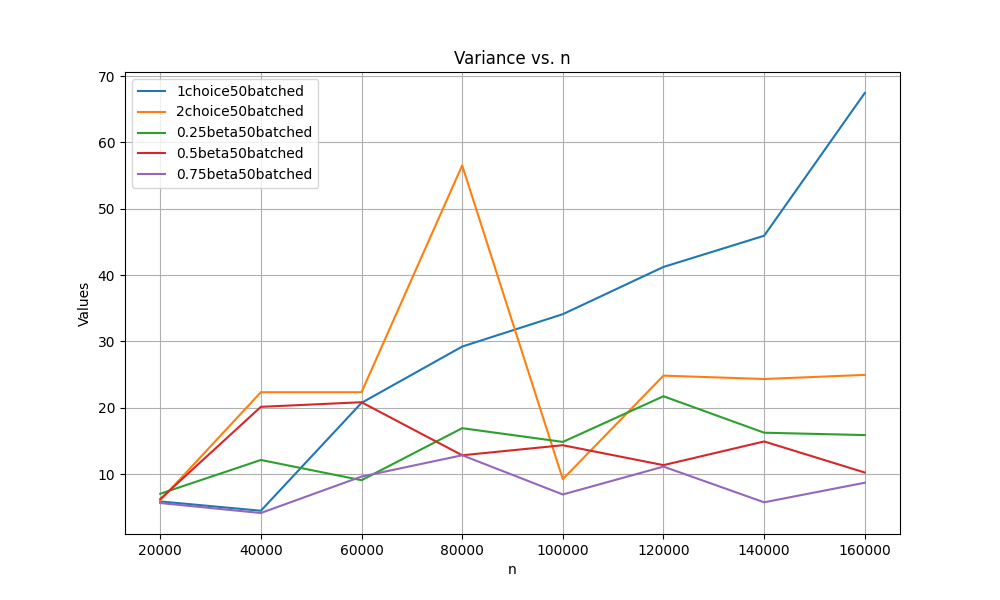 Variance vs. n
70
60
50
40
30
20
10
Values
1choice50batched
2choice50batched
0.25beta50batched
0.5beta50batched
0.75beta50batched
20000 40000 60000 80000 100000 120000 140000 160000
n